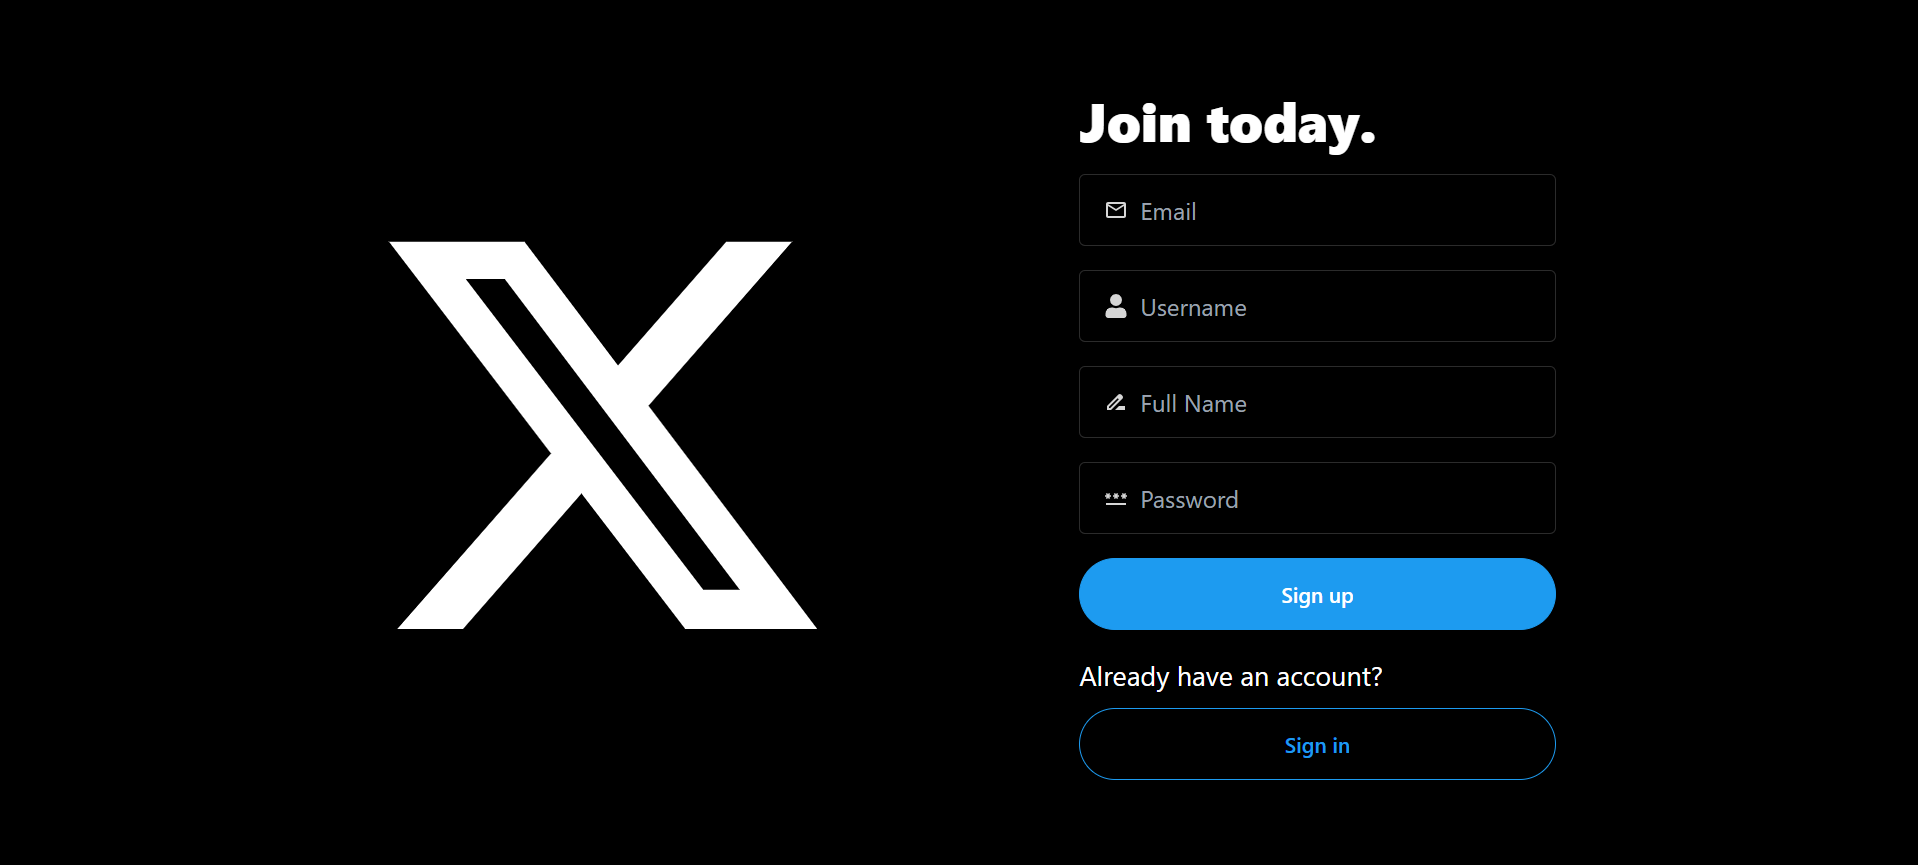 Join today.
Email
Username
Full Name
Password
Sign up
Already have an account?
Sign in